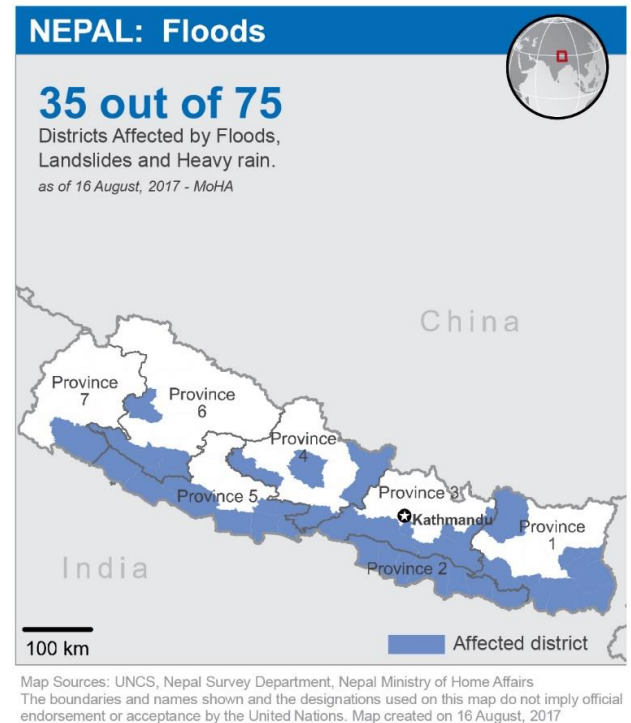 NEPAL: Floods
35 out of 75
Districts Affected by Floods,
Landslides and Heavy rain.
as of 16 August, 2017 - MoHA
China
Province
7
Province
6
Province
4
Province 5
Province 3
Kathmandu
Province
1
Province 2
India
100 km
Affected district
Map Sources: UNCS, Nepal Survey Department, Nepal Ministry of Home Affairs
The boundaries and names shown and the designations used on this map do not imply official
endorsement or acceptance by the United Nations. Map created on 16 August, 2017